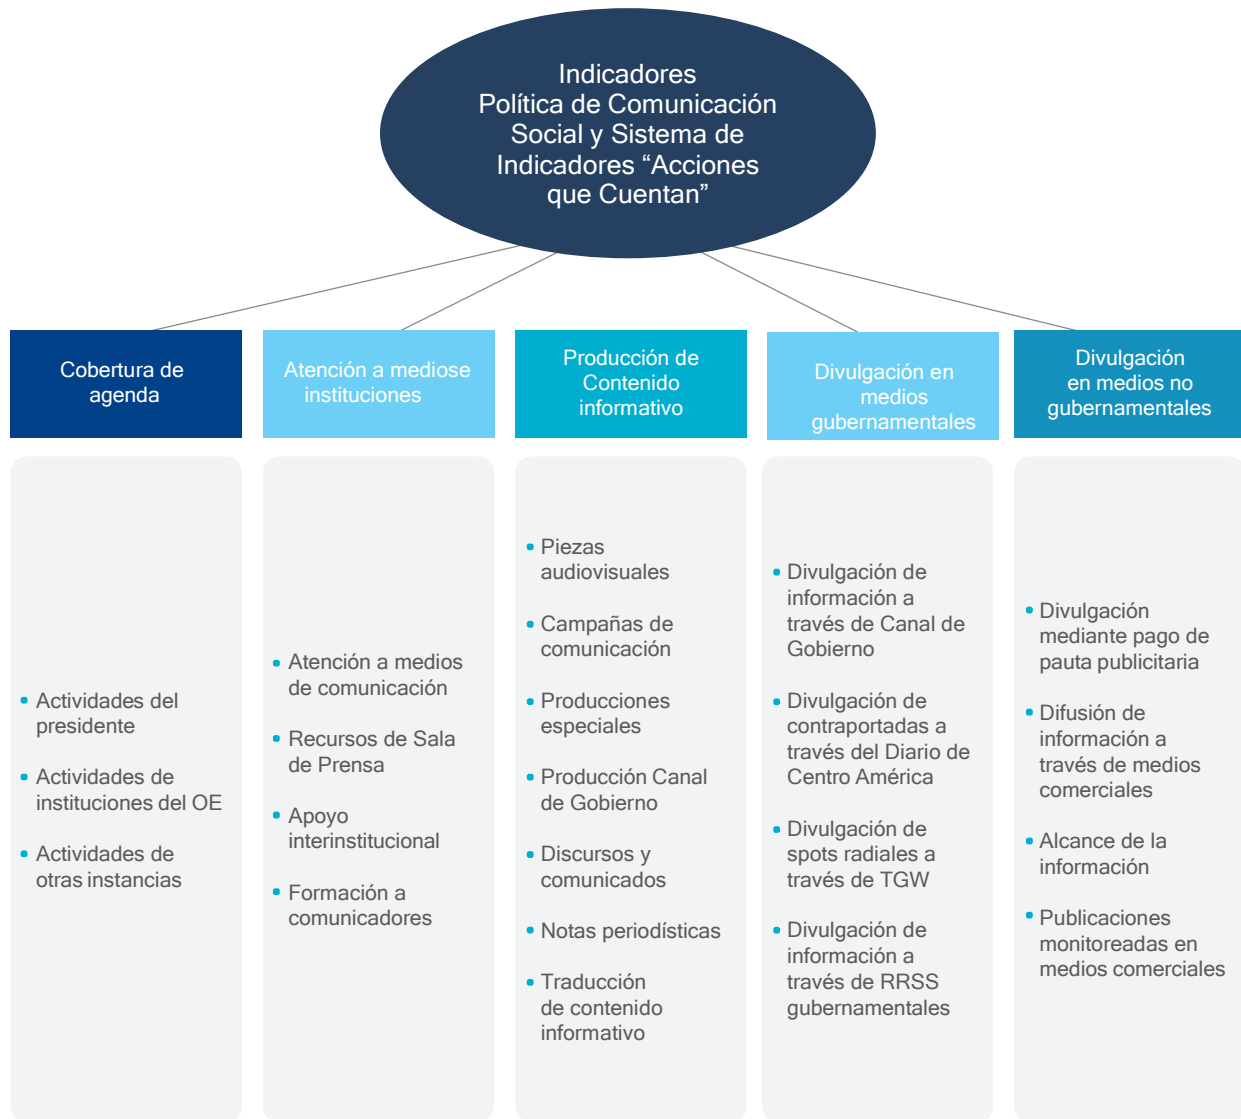 Indicadores
Política de Comunicación
Social y Sistema de
Indicadores “Acciones
que Cuentan”
Cobertura de
agenda
Atención a mediose
instituciones
Producción de
Contenido
informativo
Divulgación en
medios
gubernamentales
Divulgación
en medios no
gubernamentales
• Actividades del
presidente
• Actividades de
instituciones del OE
• Actividades de
otras instancias
• Atención a medios
de comunicación
• Recursos de Sala
de Prensa
• Apoyo
interinstitucional
• Formación a
comunicadores
• Piezas
audiovisuales
• Campañas de
comunicación
• Producciones
especiales
• Producción Canal
de Gobierno
• Discursos y
comunicados
• Notas periodísticas
• Traducción
de contenido
informativo
• Divulgación de
información a
través de Canal de
Gobierno
• Divulgación de
contraportadas a
través del Diario de
Centro América
• Divulgación de
spots radiales a
través de TGW
• Divulgación de
información a
través de RRSS
gubernamentales
• Divulgación
mediante pago de
pauta publicitaria
• Difusión de
información a
través de medios
comerciales
• Alcance de la
información
• Publicaciones
monitoreadas en
medios comerciales